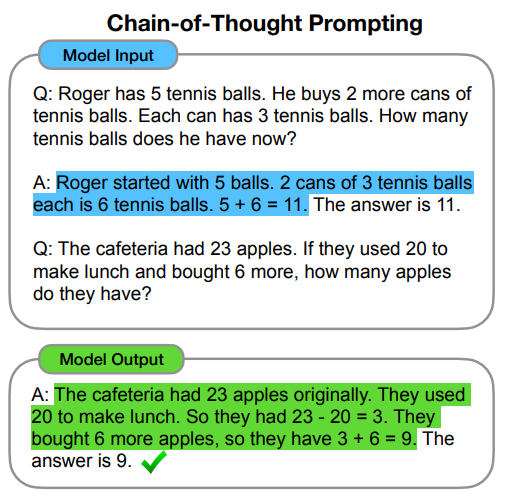 Chain-of-Thought Prompting
Model Input
Q: Roger has 5 tennis balls. He buys 2 more cans of
tennis balls. Each can has 3 tennis balls. How many
tennis balls does he have now?
A: Roger started with 5 balls. 2 cans of 3 tennis balls
each is 6 tennis balls. 5 + 6 = 11. The answer is 11.
Q: The cafeteria had 23 apples. If they used 20 to
make lunch and bought 6 more, how many apples
do they have?
Model Output
A: The cafeteria had 23 apples originally. They used
20 to make lunch. So they had 23 - 20 = 3. They
bought 6 more apples, so they have 3 + 6 = 9. The
answer is 9.